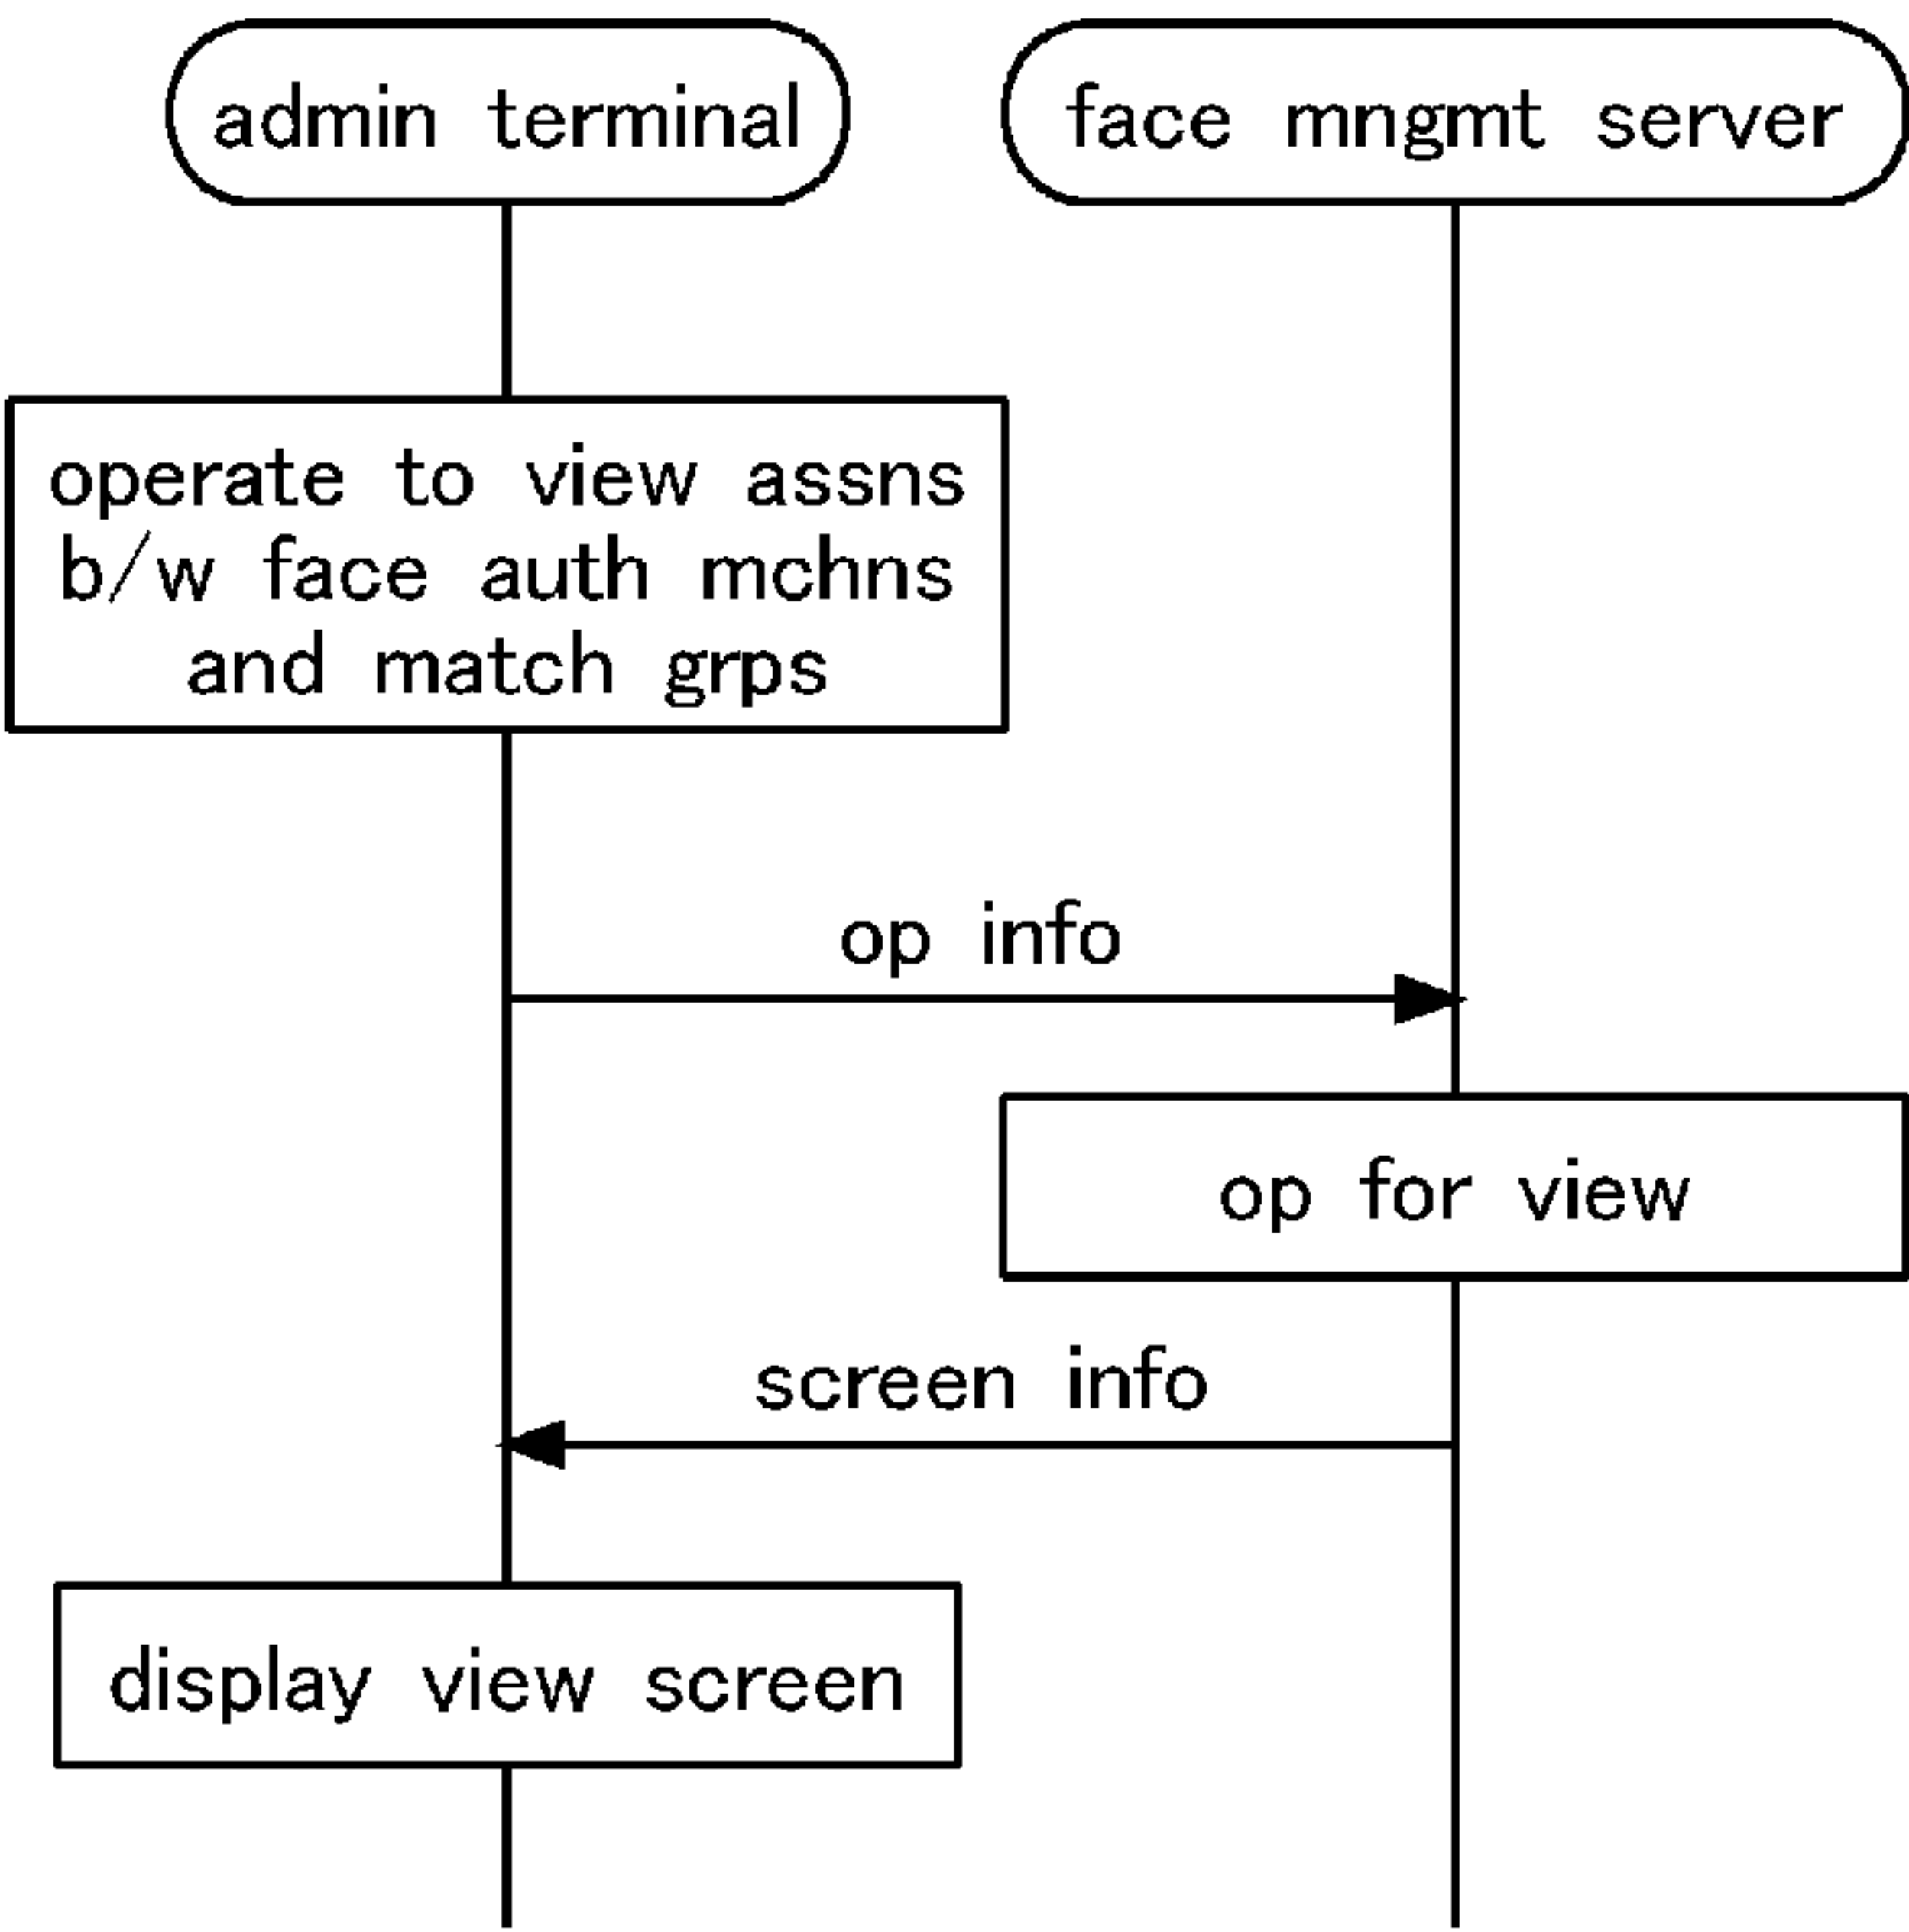 admin terminal
face mngmt server
operate to view assns
b/w face auth mchns
and match grps
op info
op for view
screen info
display view screen